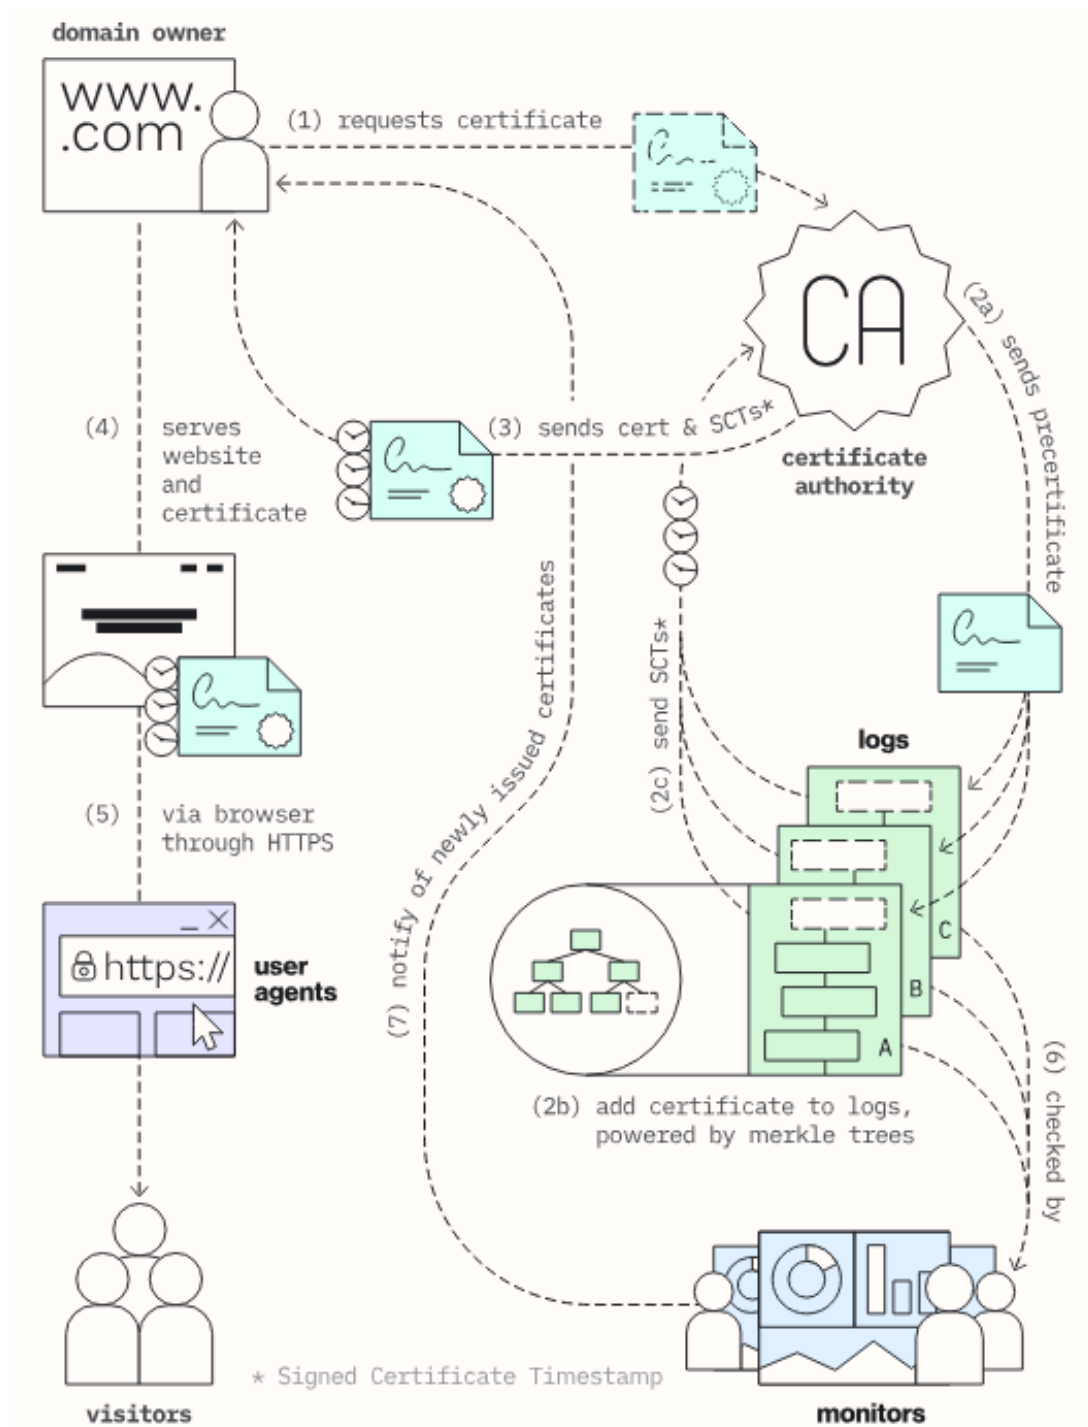 domain owner
www.
.com
(1) requests certificate
CA
certificate
authority
(2a) sends precertificate
(3) sends cert & SCTs*
(4) serves
website
and
certificate
(2c) send SCTs*
logs
C
B
A
(2b) add certificate to logs,
powered by merkle trees
(5) via browser
through HTTPS
https://
user
agents
(6) checked by
(7) notify of newly issued certificates
visitors
monitors
* Signed Certificate Timestamp